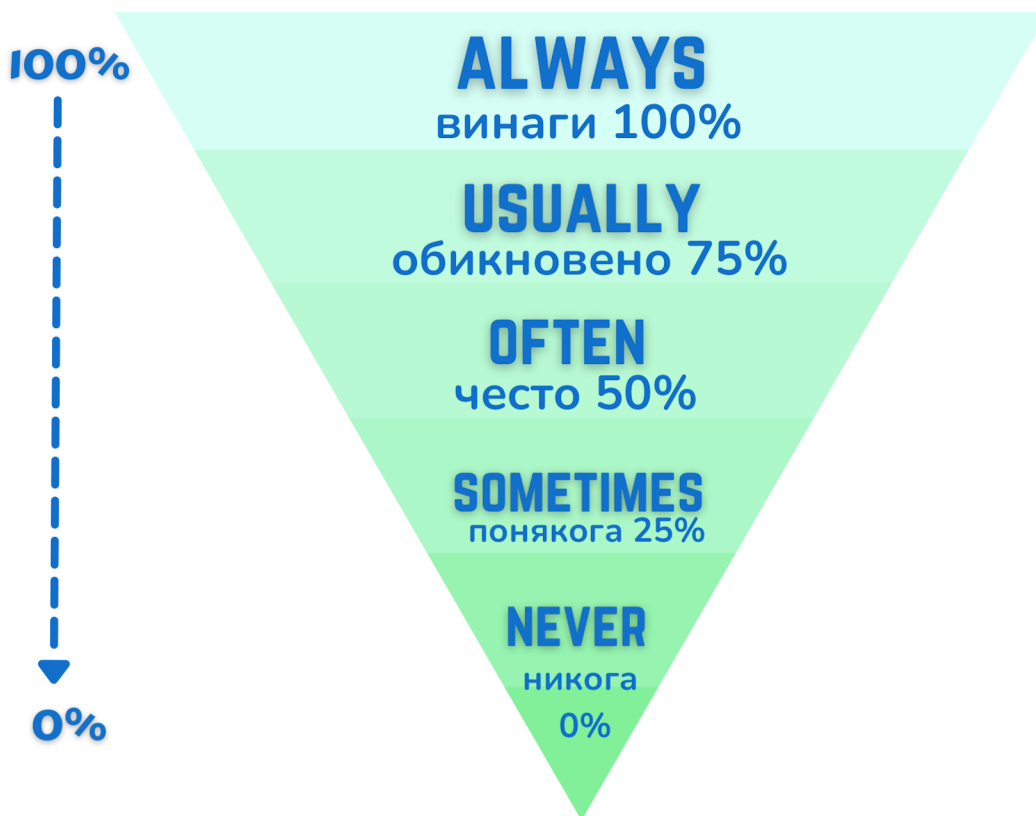 100%
ALWAYS
винаги 100%
USUALLY
обикновено 75%
OFTEN
често 50%
SOMETIMES
понякога 25%
NEVER
никога
0%
0%